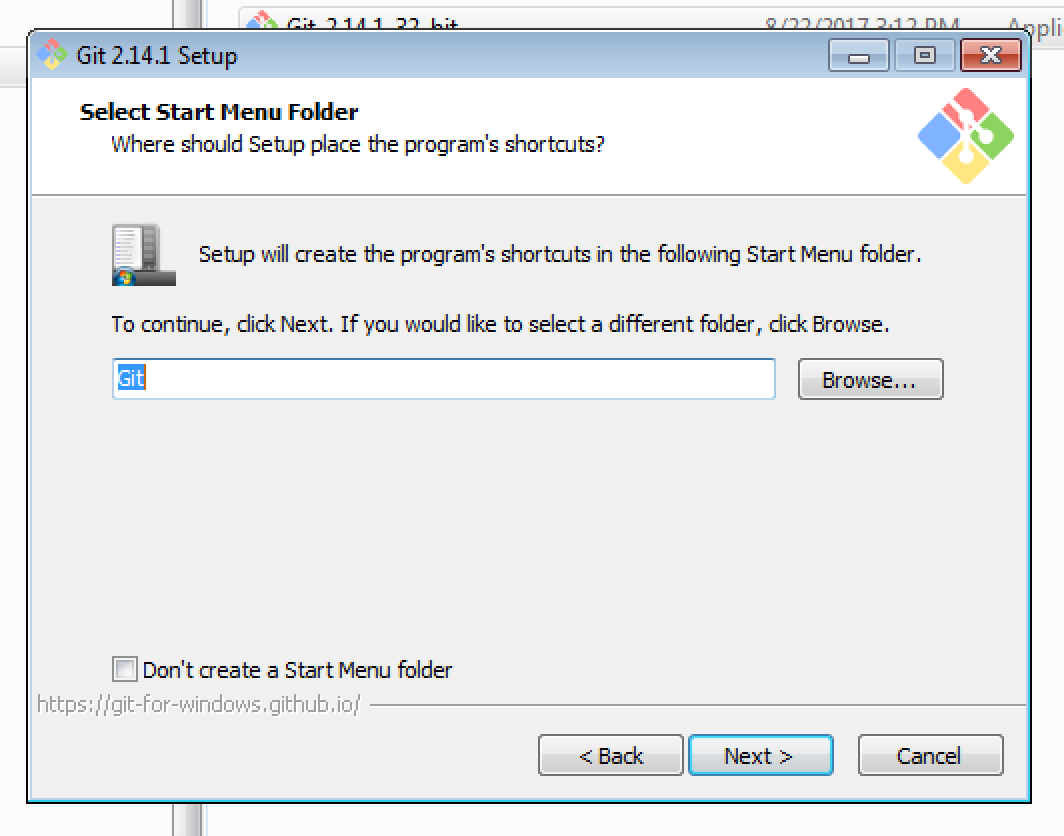 Git-2.14.1-32-bit 8/22/2017 3:12 PM Appli
Git 2.14.1 Setup
Select Start Menu Folder
Where should Setup place the program's shortcuts?
Setup will create the program's shortcuts in the following Start Menu folder.
To continue, click Next. If you would like to select a different folder, click Browse.
Git
Browse...
Don't create a Start Menu folder
https://git-for-windows.github.io/
< Back Next > Cancel